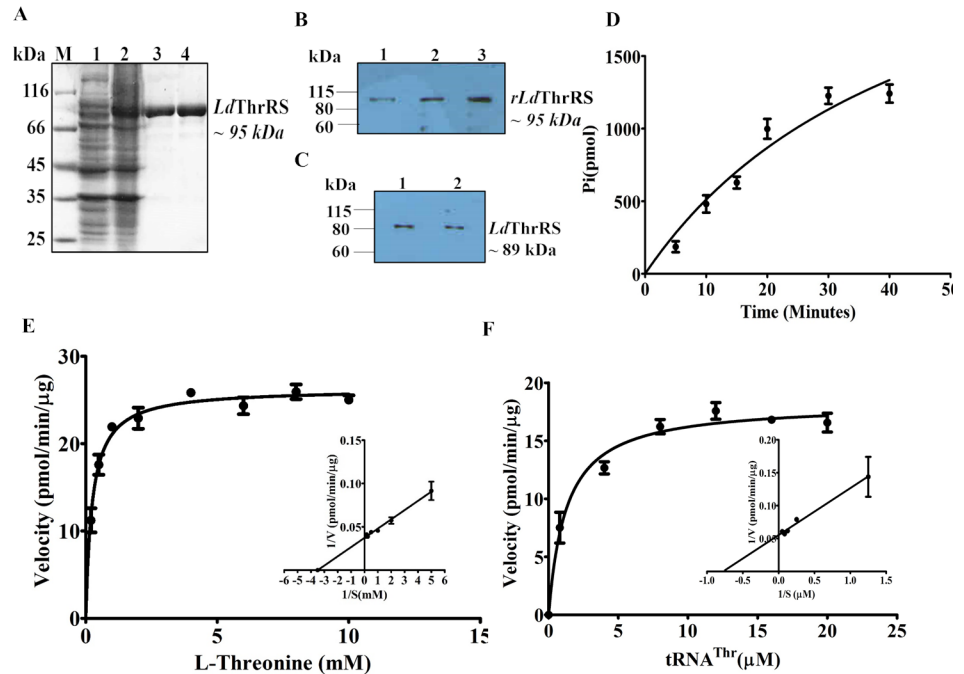 A
kDa M 1 2 3 4
116
66
45
35
25
LdThrRS
~ 95 kDa
B
kDa 1 2 3
115
80
60
rLdThrRS
~ 95 kDa
C
kDa 1 2
115
80
60
LdThrRS
~ 89 kDa
D
1500
1000
500
0
Pi(pmol)
0 10 20 30 40 50
Time (Minutes)
E
30
20
10
0
Velocity (pmol/min/µg)
0 5 10 15
L-Threonine (mM)
0.15
0.10
0.05
1/V (pmol/min/µg)
-6 -5 -4 -3 -2 -1 0 1 2 3 4 5 6
1/S(mM)
F
20
15
10
5
0
Velocity (pmol/min/µg)
0 5 10 15 20 25
tRNAThr(µM)
0.20
0.15
0.10
0.05
1/V (pmol/min/µg)
-1.0 -0.5 0.0 0.5 1.0 1.5
1/S (µM)